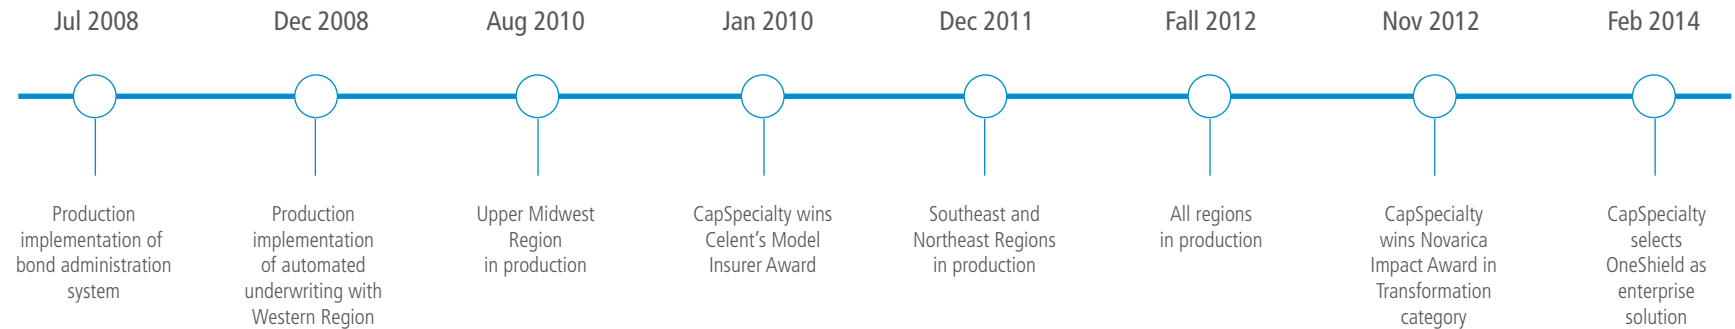 Jul 2008
Production
implementation of
bond administration
system
Dec 2008
Production
implementation
of automated
underwriting with
Western Region
Aug 2010
Upper Midwest
Region
in production
Jan 2010
CapSpecialty wins
Celent’s Model
Insurer Award
Dec 2011
Southeast and
Northeast Regions
in production
Fall 2012
All regions
in production
Nov 2012
CapSpecialty
wins Novarica
Impact Award in
Transformation
category
Feb 2014
CapSpecialty
selects
OneShield as
enterprise
solution